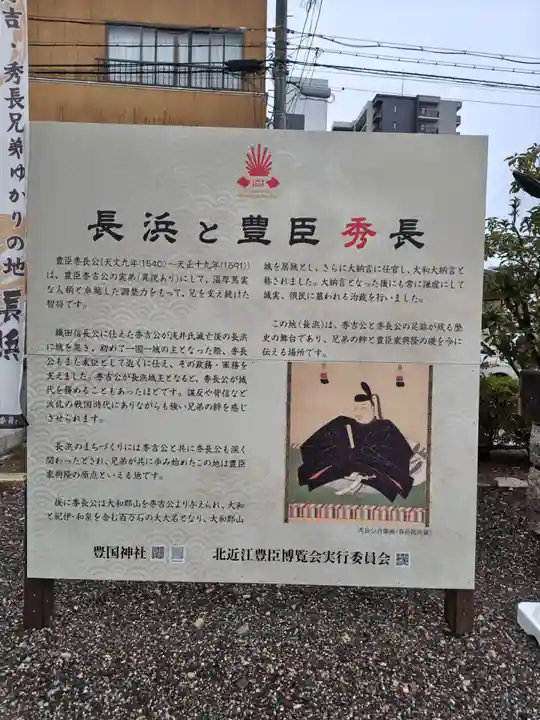 吉・秀長兄弟ゆかりの地 長浜
長浜と豊臣秀長
豊臣秀長公(天文九年(1540)～天正十九年(1591))
は、豊臣秀吉公の実弟(異説あり)にして、温厚篤実
な人柄と卓越した調整力をもって、兄を支え続けた
智将です。
織田信長公に仕えた秀吉公が浅井氏滅亡後の長浜
に城を築き、初めて一国一城の主となった際、秀長
公もまた家臣として近くに仕え、その政務・軍務を
支えました。秀吉公が長浜城主となると、秀長公が城
代を務めることもあったほどです。謀反や背信など
波乱の戦国時代にありながらも強い兄弟の絆を感じ
させられます。
長浜のまちづくりには秀吉公と共に秀長公も深く
関わったとされ、兄弟が共に歩み始めたこの地は豊臣
家興隆の原点といえる地です。
後に秀長公は大和郡山を秀吉公より与えられ、大和
と紀伊・和泉を含む百万石の大大名となり、大和郡山
城を居城とし、さらに大納言に任官し、大和大納言と
称されました。大納言となった後にも常に謙虚にして
誠実、領民に慕われる治政を行いました。
この地(長浜)は、秀吉公と秀長公の足跡が残る歴
史の舞台であり、兄弟の絆と豊臣家興隆の礎を今に
伝える場所です。
秀長公肖像画(春岳院所蔵)
豊国神社
北近江豊臣博覧会実行委員会